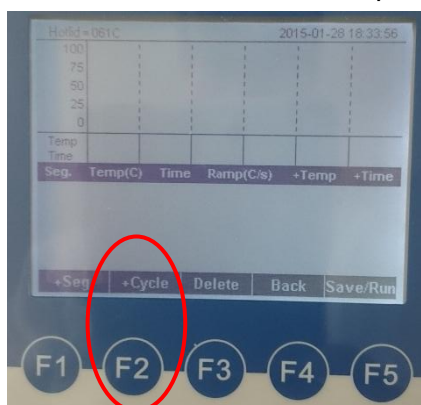 Hotlid=061C 2015-01-28 18:33:56
100
75
50
25
0
Temp
Time
Seg. Temp(C) Time Ramp(C/s) +Temp +Time
+Seg +Cycle Delete Back Save/Run
F1 F2 F3 F4 F5